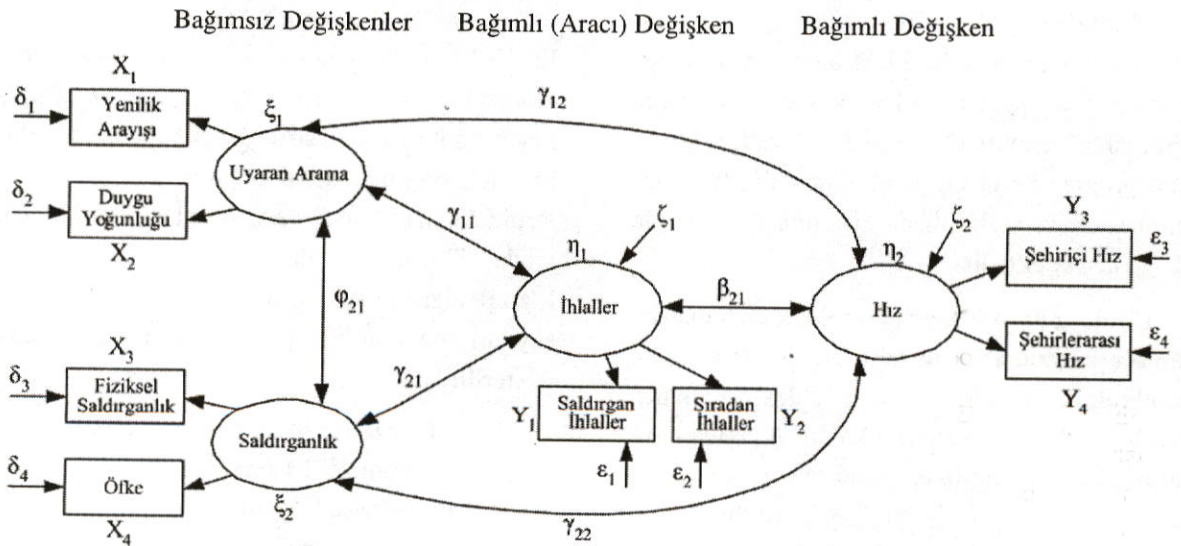 Bağımsız Değişkenler
Bağımlı (Aracı) Değişken
Bağımlı Değişken
X₁
δ₁
Yenilik
Arayışı
ξ₁
Uyaran Arama
δ₂
Duygu
Yoğunluğu
X₂
γ₁₂
γ₁₁
φ₂₁
η₁
ζ₁
İhlaller
β₂₁
η₂
ζ₂
Hız
Y₃
Şehiriçi Hız
ε₃
Şehirlerarası
Hız
ε₄
Y₄
X₃
δ₃
Fiziksel
Saldırganlık
γ₂₁
Saldırganlık
ξ₂
δ₄
Öfke
X₄
Y₁
Saldırgan
İhlaller
Sıradan
İhlaller
Y₂
ε₁
ε₂
γ₂₂